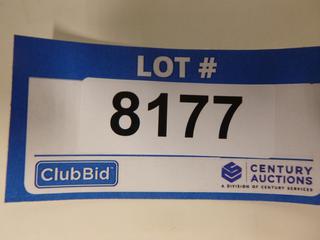 LOT #
8177
ClubBid
CENTURY
AUCTIONS
A DIVISION OF CENTURY SERVICES